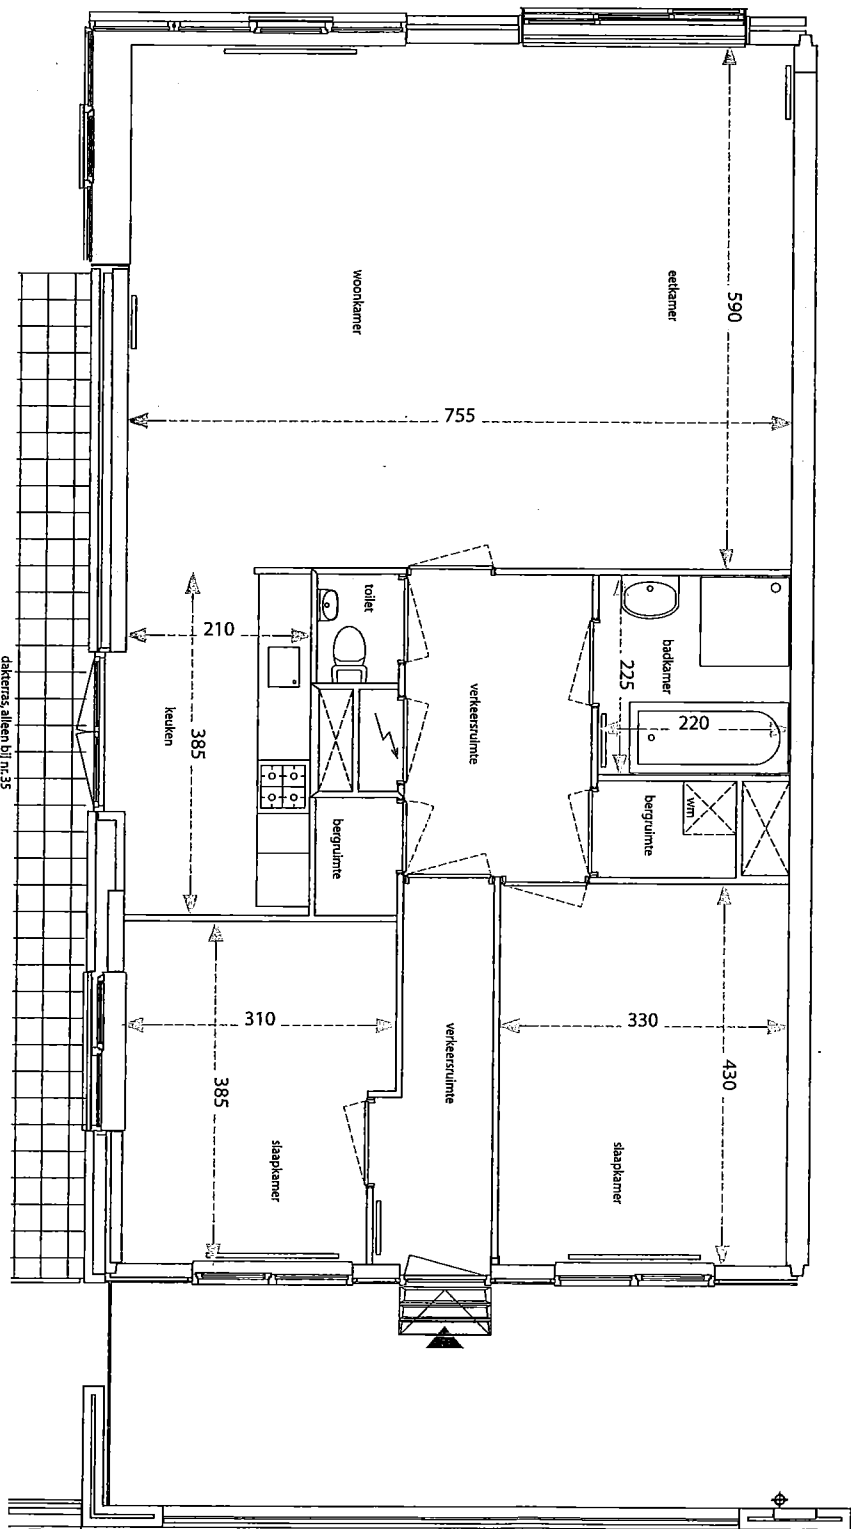 eetkamer
590
woonkamer
755
toilet
badkamer
225
220
210
keuken
385
verkeersruimte
bergruimte
wm
bergruimte
dakterras, alleen bij nr.35
310
385
slaapkamer
verkeersruimte
330
430
slaapkamer